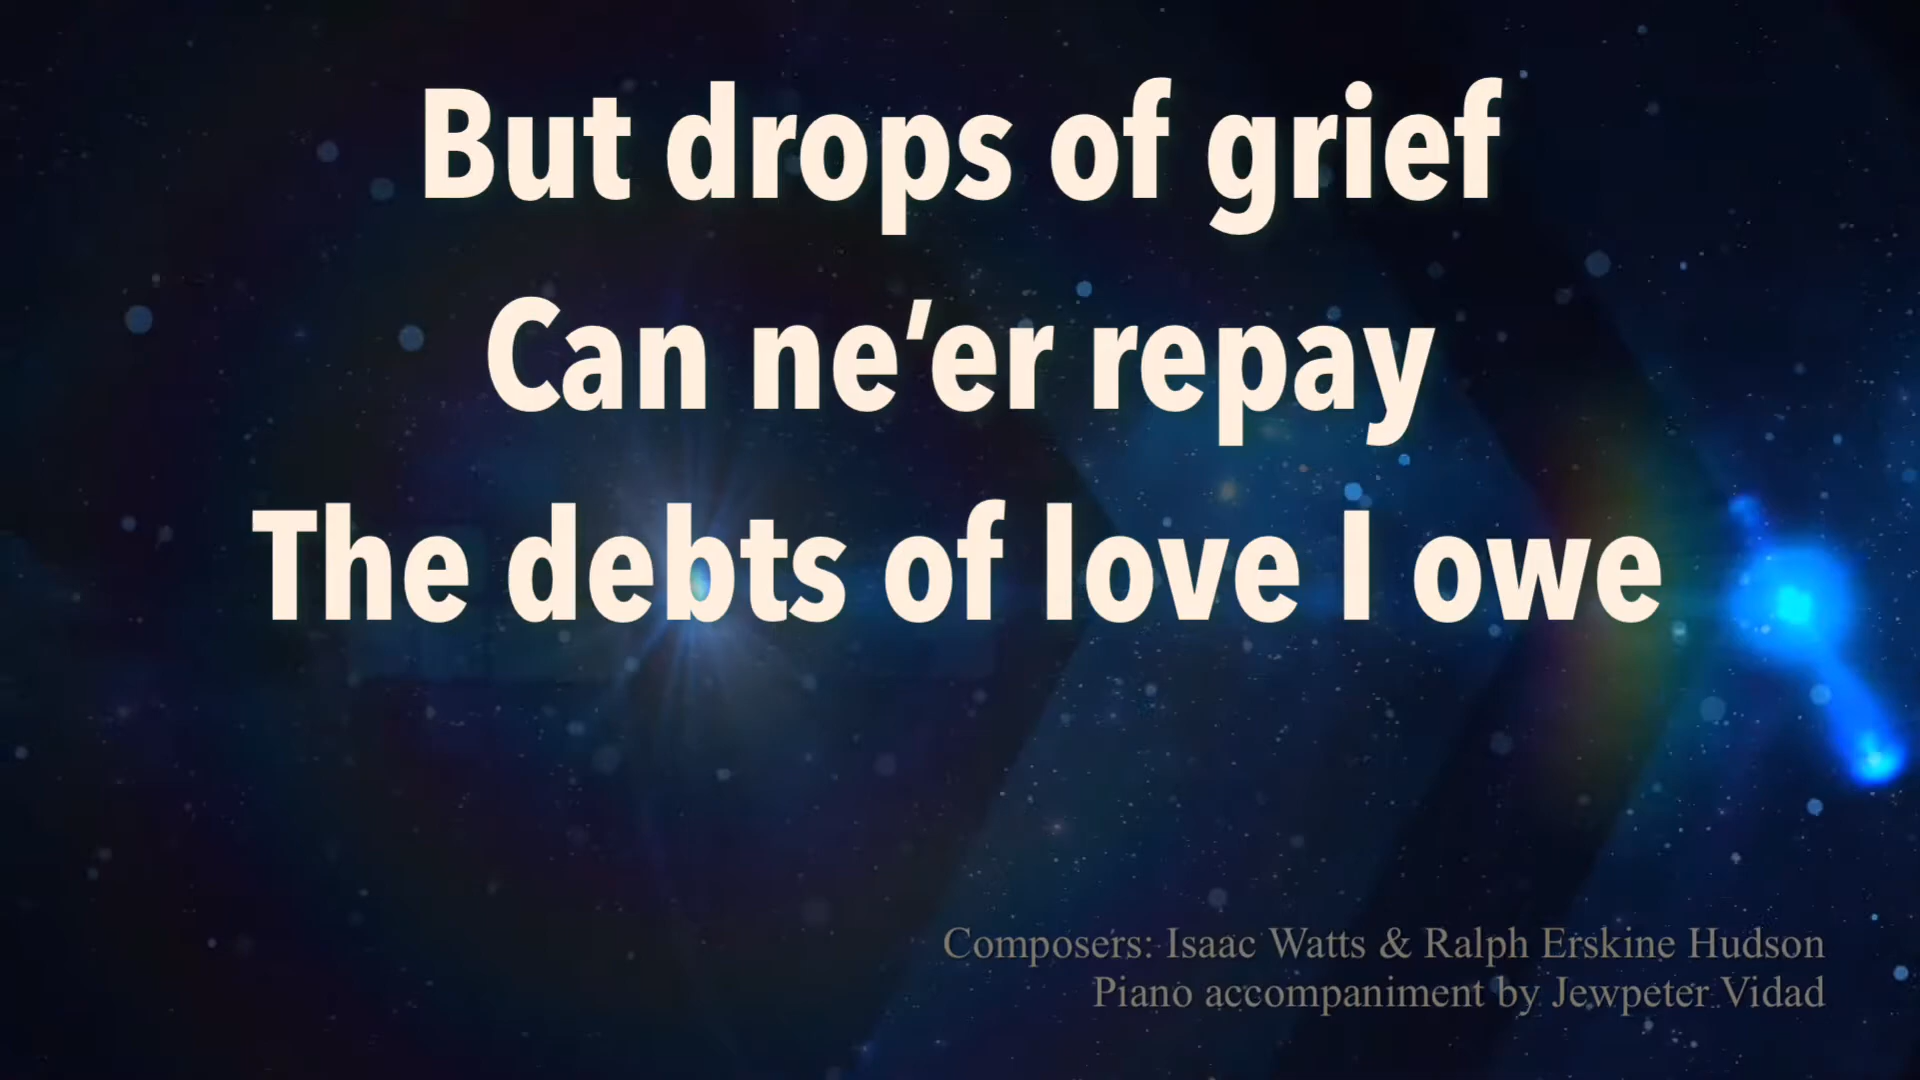 But drops of grief
Can ne’er repay
The debts of love I owe
Composers: Isaac Watts & Ralph Erskine Hudson
Piano accompaniment by Jewpeter Vidad